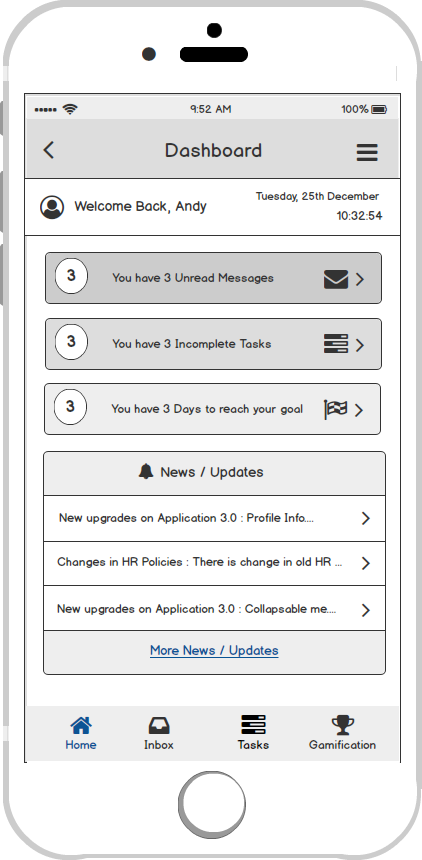 9:52 AM 100%
Dashboard
Welcome Back, Andy
Tuesday, 25th December
10:32:54
3 You have 3 Unread Messages
3 You have 3 Incomplete Tasks
3 You have 3 Days to reach your goal
News / Updates
New upgrades on Application 3.0 : Profile Info....
Changes in HR Policies : There is change in old HR ...
New upgrades on Application 3.0 : Collapsable me....
More News / Updates
Home Inbox Tasks Gamification